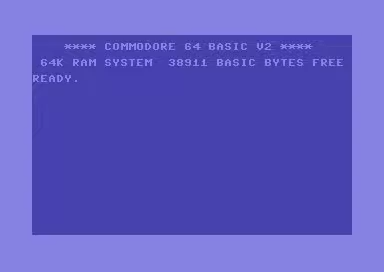 **** COMMODORE 64 BASIC V2 ****
64K RAM SYSTEM  38911 BASIC BYTES FREE
READY.